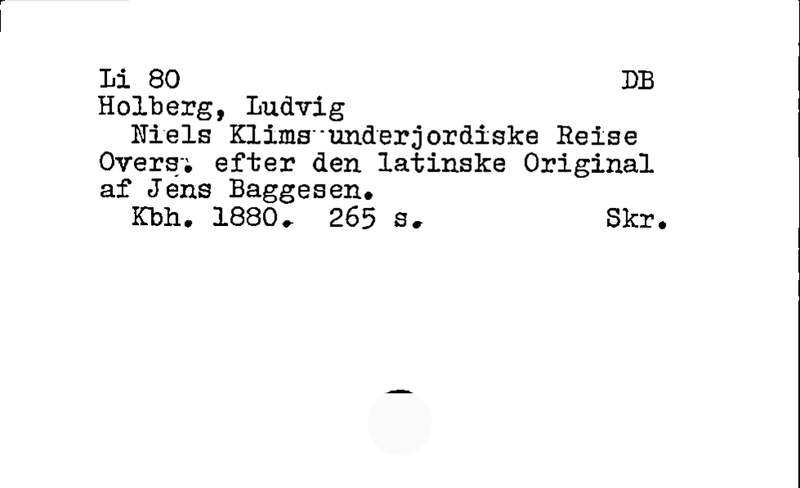 Li 80 DB
Holberg, Ludvig
Niels Klims underjordiske Reise
Overs. efter den latinske Original
af Jens Baggesen.
Kbh. 1880. 265 s. Skr.